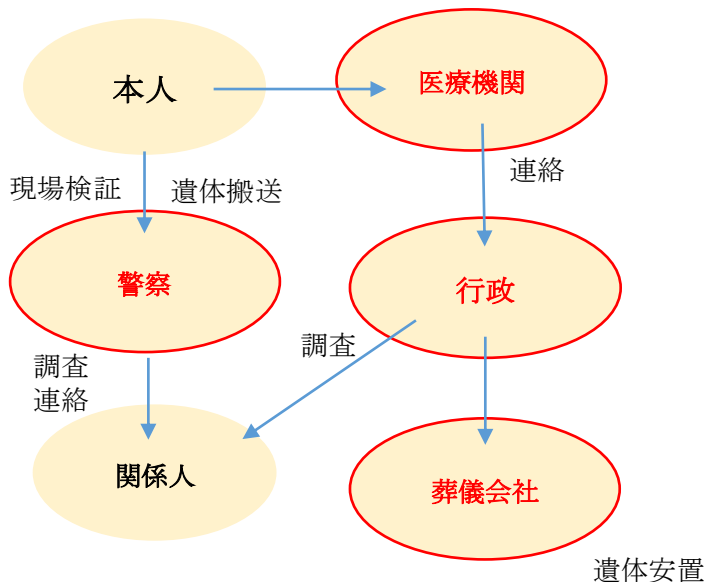 本人
医療機関
連絡
現場検証
遺体搬送
警察
行政
調査
調査
連絡
関係人
葬儀会社
遺体安置